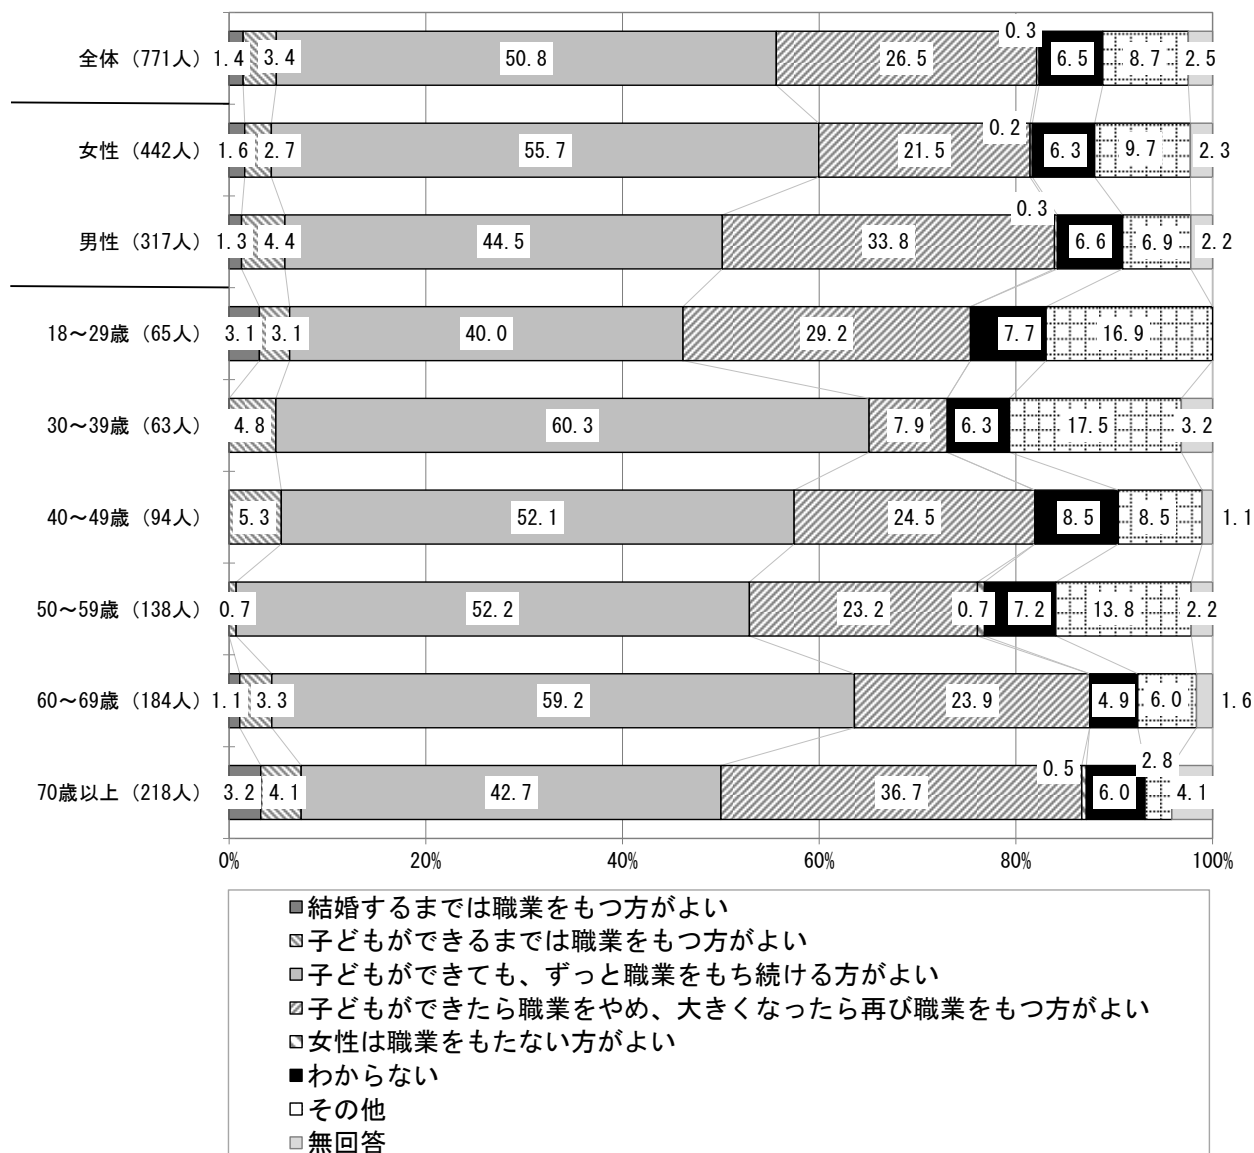 0.3
全体（771人） 1.4 3.4 50.8 26.5 6.5 8.7 2.5
0.2
女性（442人） 1.6 2.7 55.7 21.5 6.3 9.7 2.3
0.3
男性（317人） 1.3 4.4 44.5 33.8 6.6 6.9 2.2
18～29歳（65人） 3.1 3.1 40.0 29.2 7.7 16.9
30～39歳（63人） 4.8 60.3 7.9 6.3 17.5 3.2
40～49歳（94人） 5.3 52.1 24.5 8.5 8.5 1.1
50～59歳（138人） 0.7 52.2 23.2 0.7 7.2 13.8 2.2
60～69歳（184人） 1.1 3.3 59.2 23.9 4.9 6.0 1.6
0.5 2.8
70歳以上（218人） 3.2 4.1 42.7 36.7 6.0 4.1
0% 20% 40% 60% 80% 100%
結婚するまでは職業をもつ方がよい
子どもができるまでは職業をもつ方がよい
子どもができても、ずっと職業をもち続ける方がよい
子どもができたら職業をやめ、大きくなったら再び職業をもつ方がよい
女性は職業をもたない方がよい
わからない
その他
無回答